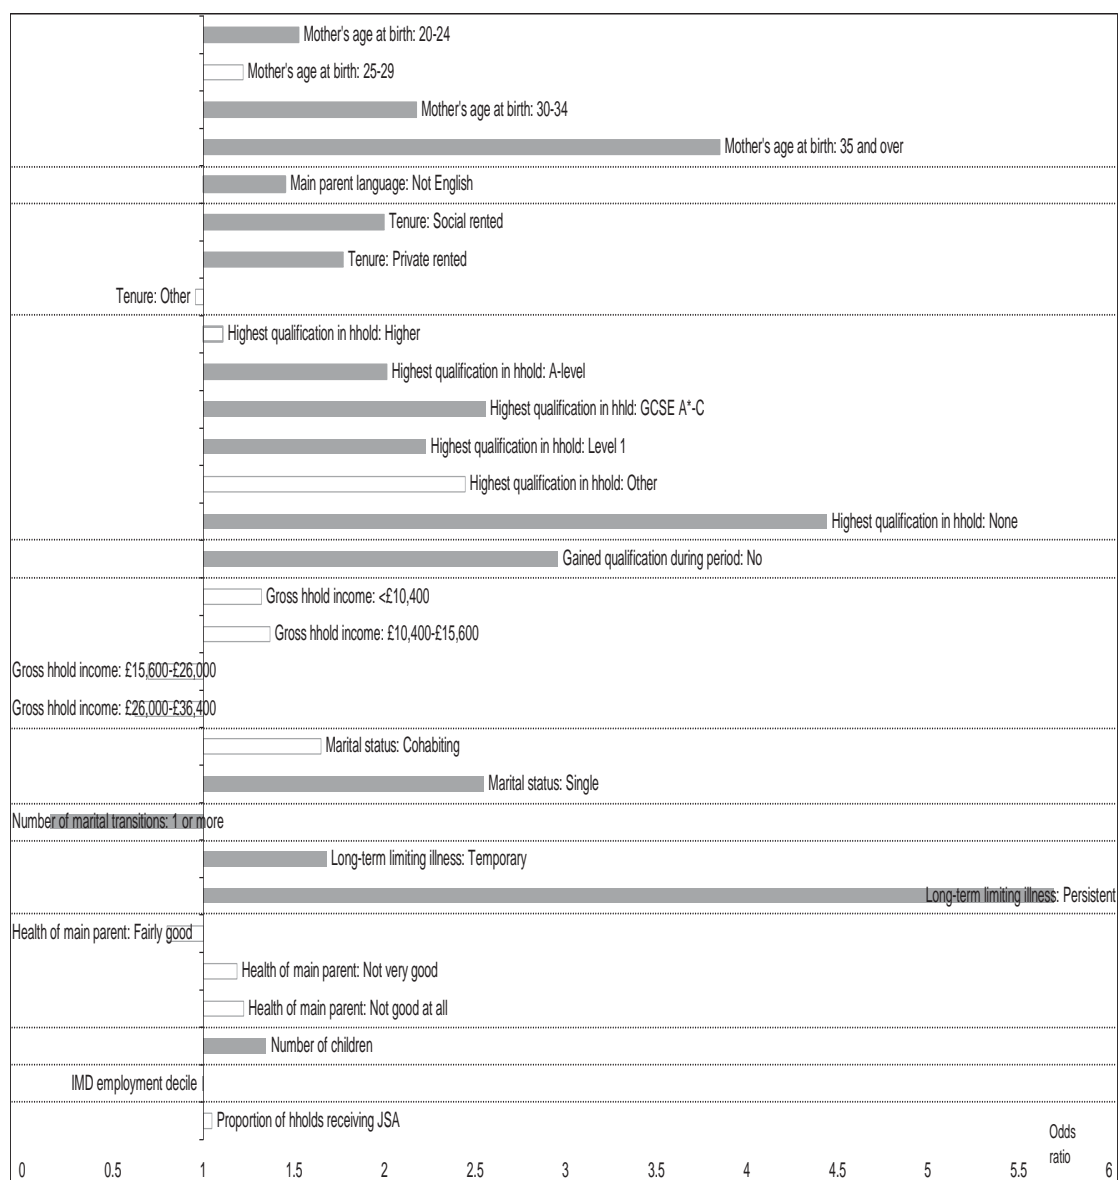 Mother's age at birth: 20-24
Mother's age at birth: 25-29
Mother's age at birth: 30-34
Mother's age at birth: 35 and over
Main parent language: Not English
Tenure: Social rented
Tenure: Private rented
Tenure: Other
Highest qualification in hhold: Higher
Highest qualification in hhold: A-level
Highest qualification in hhld: GCSE A*-C
Highest qualification in hhold: Level 1
Highest qualification in hhold: Other
Highest qualification in hhold: None
Gained qualification during period: No
Gross hhold income: <£10,400
Gross hhold income: £10,400-£15,600
Gross hhold income: £15,600-£26,000
Gross hhold income: £26,000-£36,400
Marital status: Cohabiting
Marital status: Single
Number of marital transitions: 1 or more
Long-term limiting illness: Temporary
Long-term limiting illness: Persistent
Health of main parent: Fairly good
Health of main parent: Not very good
Health of main parent: Not good at all
Number of children
IMD employment decile
Proportion of hholds receiving JSA
Odds
ratio
0 0.5 1 1.5 2 2.5 3 3.5 4 4.5 5 5.5 6